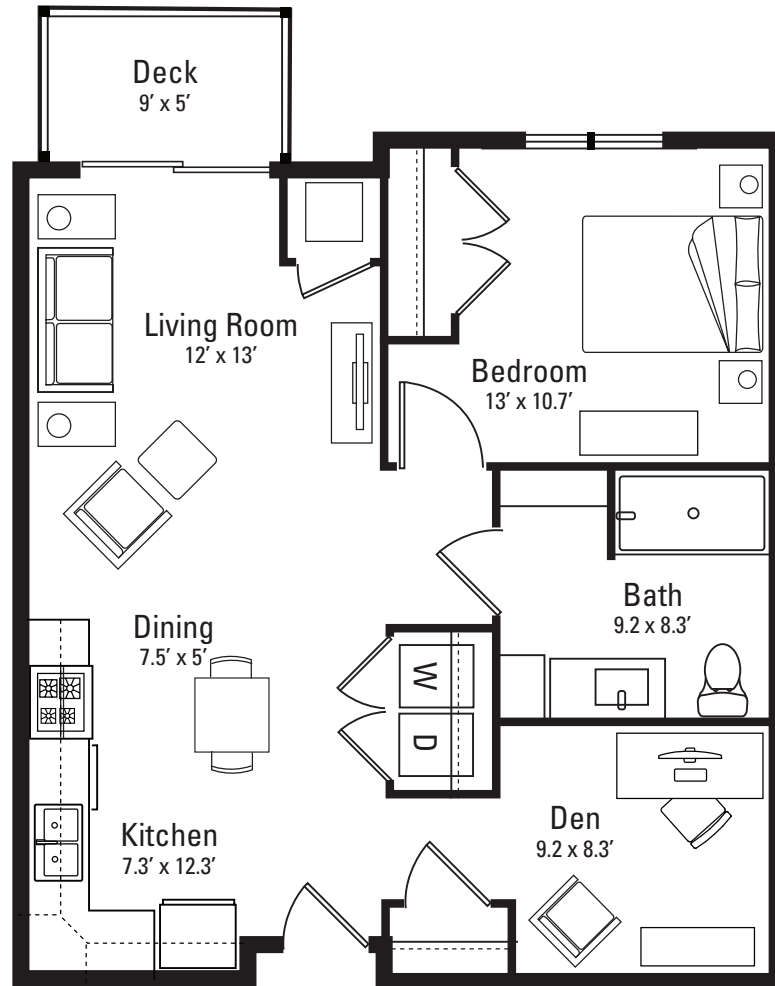 Deck
9′ x 5′
Living Room
12′ x 13′
Bedroom
13′ x 10.7′
Bath
9.2 x 8.3′
Dining
7.5′ x 5′
W
D
Den
9.2 x 8.3′
Kitchen
7.3′ x 12.3′